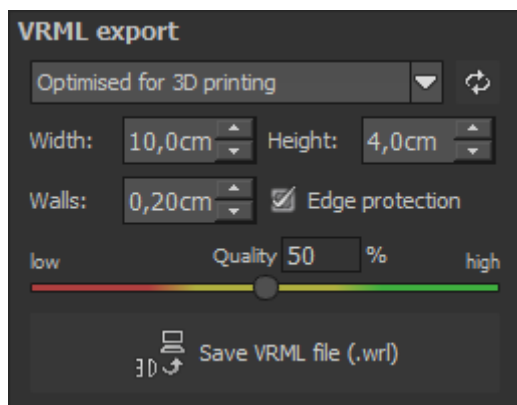 VRML export
Optimised for 3D printing
Width: 10,0cm Height: 4,0cm
Walls: 0,20cm Edge protection
low Quality 50 % high
3D Save VRML file (.wrl)